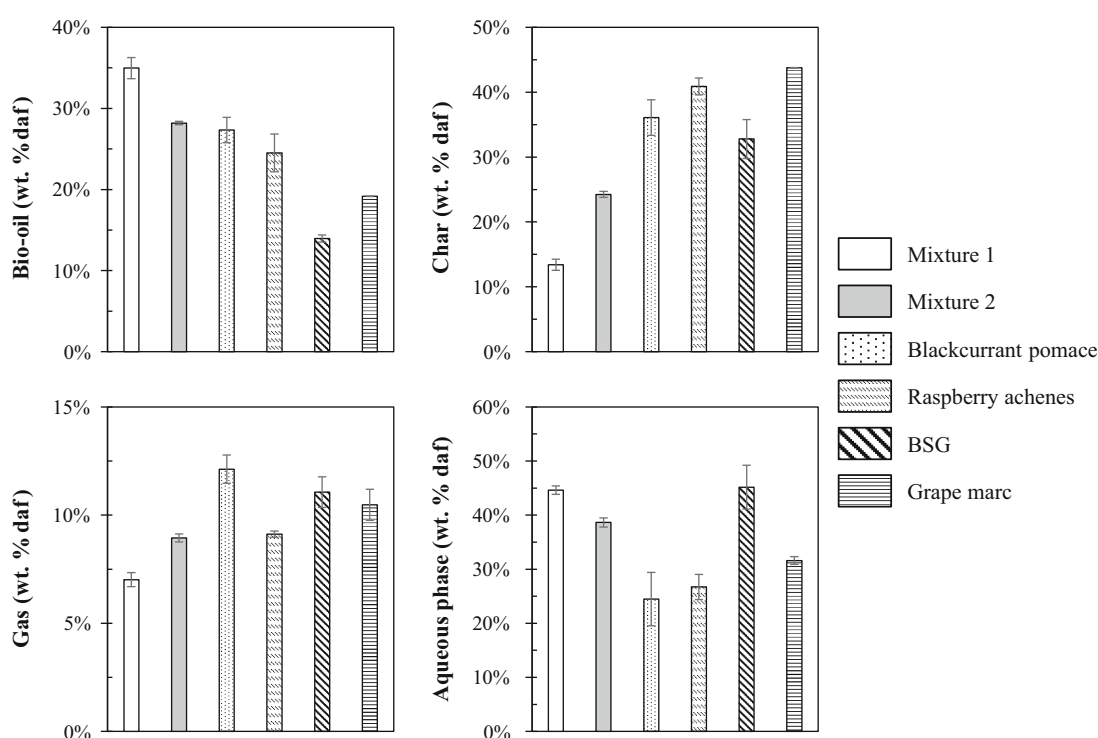 40%
30%
20%
10%
0%
Bio-oil (wt. % daf)
50%
40%
30%
20%
10%
0%
Char (wt. % daf)
15%
10%
5%
0%
Gas (wt. % daf)
60%
50%
40%
30%
20%
10%
0%
Aqueous phase (wt. % daf)
Mixture 1
Mixture 2
Blackcurrant pomace
Raspberry achenes
BSG
Grape marc